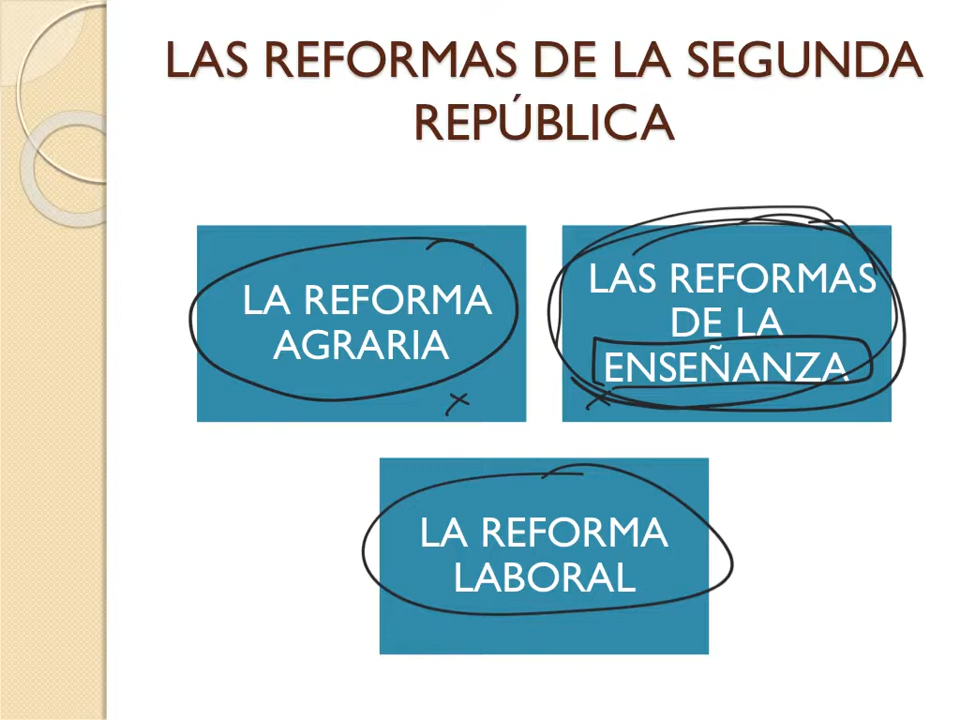 LAS REFORMAS DE LA SEGUNDA
REPÚBLICA
LA REFORMA
AGRARIA
LAS REFORMAS
DE LA
ENSEÑANZA
LA REFORMA
LABORAL